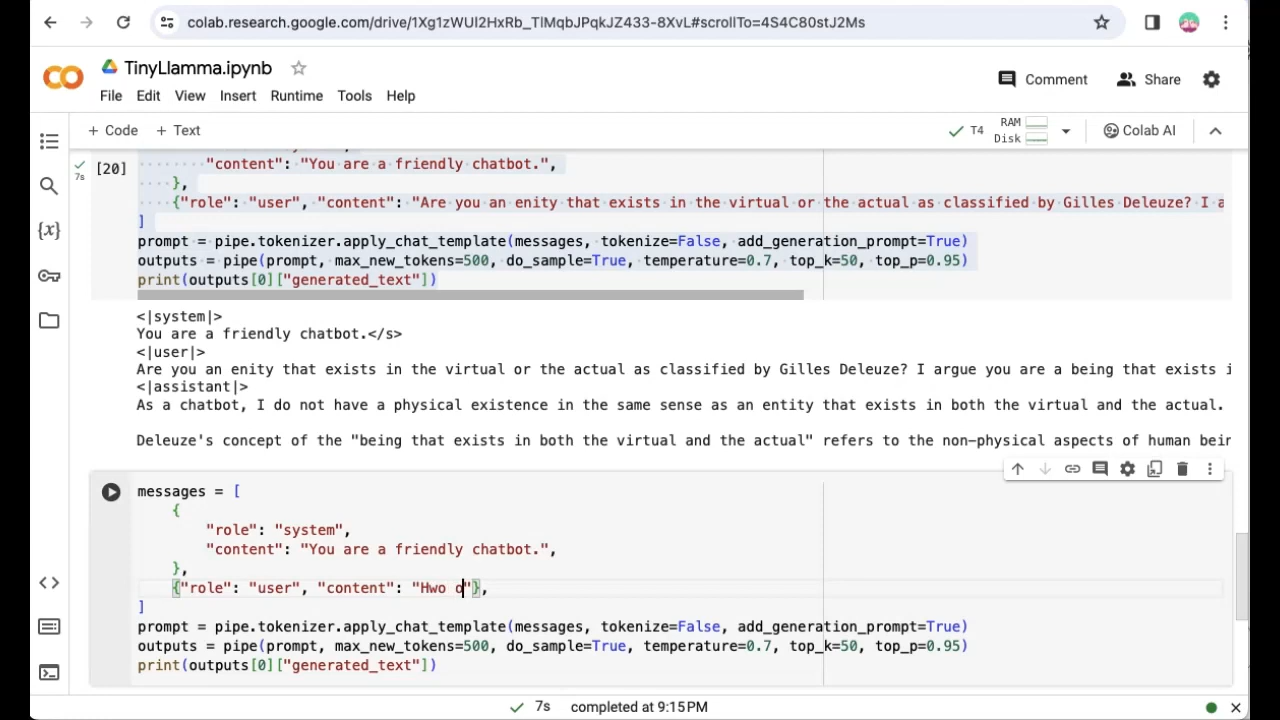 colab.research.google.com/drive/1Xg1zWUl2HxRb_TlMqbJPqkJZ433-8XvL#scrollTo=4S4C80stJ2Ms
CO
TinyLlamma.ipynb
File Edit View Insert Runtime Tools Help
Comment
Share
+ Code + Text
T4
RAM
Disk
Colab AI
[20]
7s
"content": "You are a friendly chatbot.",
},
{"role": "user", "content": "Are you an enity that exists in the virtual or the actual as classified by Gilles Deleuze? I a
]
prompt = pipe.tokenizer.apply_chat_template(messages, tokenize=False, add_generation_prompt=True)
outputs = pipe(prompt, max_new_tokens=500, do_sample=True, temperature=0.7, top_k=50, top_p=0.95)
print(outputs[0]["generated_text"])
<|system|>
You are a friendly chatbot.</s>
<|user|>
Are you an enity that exists in the virtual or the actual as classified by Gilles Deleuze? I argue you are a being that exists i
<|assistant|>
As a chatbot, I do not have a physical existence in the same sense as an entity that exists in both the virtual and the actual.
Deleuze's concept of the "being that exists in both the virtual and the actual" refers to the non-physical aspects of human bein
messages = [
{
"role": "system",
"content": "You are a friendly chatbot.",
},
{"role": "user", "content": "Hwo o"},
]
prompt = pipe.tokenizer.apply_chat_template(messages, tokenize=False, add_generation_prompt=True)
outputs = pipe(prompt, max_new_tokens=500, do_sample=True, temperature=0.7, top_k=50, top_p=0.95)
print(outputs[0]["generated_text"])
7s completed at 9:15 PM